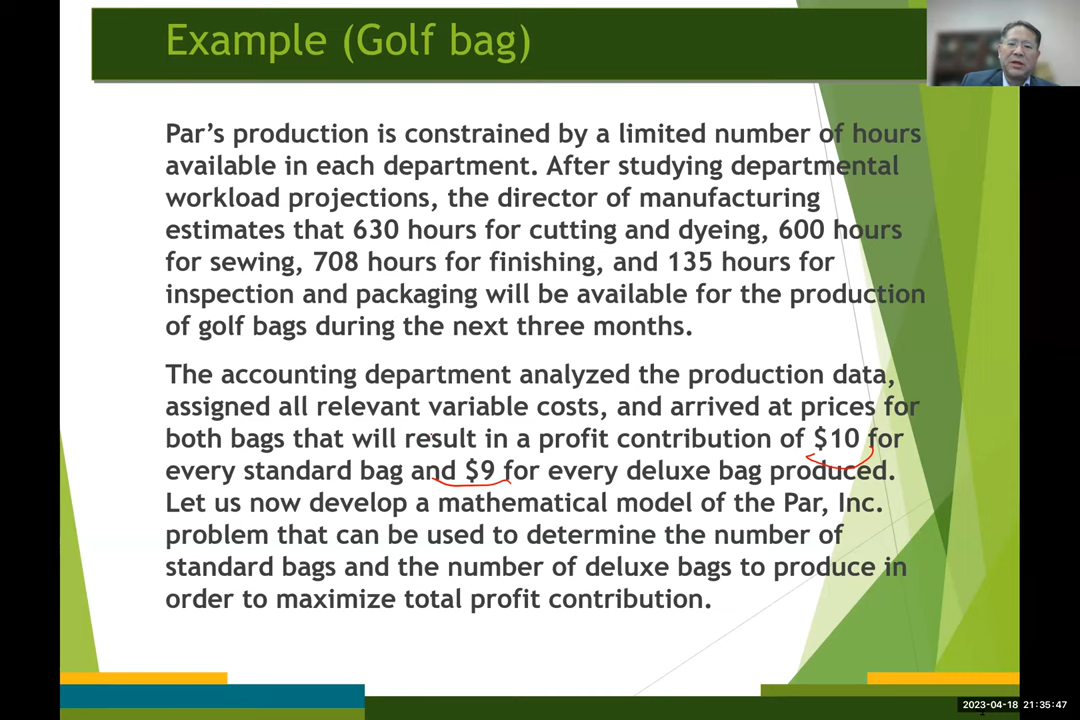 Example (Golf bag)
Par’s production is constrained by a limited number of hours
available in each department. After studying departmental
workload projections, the director of manufacturing
estimates that 630 hours for cutting and dyeing, 600 hours
for sewing, 708 hours for finishing, and 135 hours for
inspection and packaging will be available for the production
of golf bags during the next three months.
The accounting department analyzed the production data,
assigned all relevant variable costs, and arrived at prices for
both bags that will result in a profit contribution of $10 for
every standard bag and $9 for every deluxe bag produced.
Let us now develop a mathematical model of the Par, Inc.
problem that can be used to determine the number of
standard bags and the number of deluxe bags to produce in
order to maximize total profit contribution.
2023-04-18 21:35:47